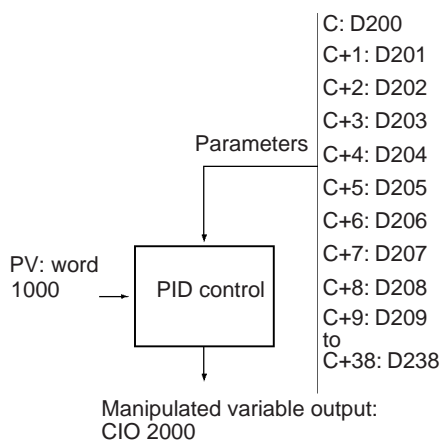 C: D200
C+1: D201
C+2: D202
C+3: D203
C+4: D204
C+5: D205
C+6: D206
C+7: D207
C+8: D208
C+9: D209
to
C+38: D238
Parameters
PV: word
1000
PID control
Manipulated variable output:
CIO 2000